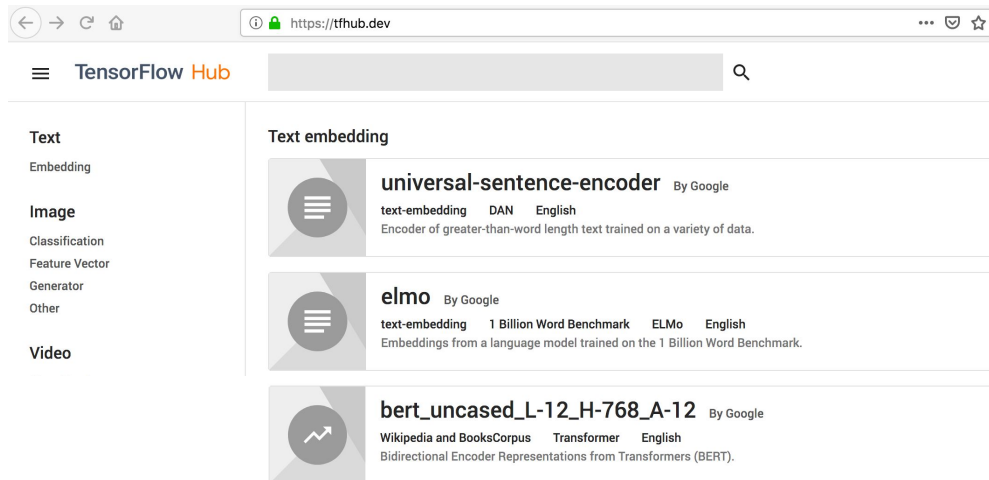 https://tfhub.dev
TensorFlow Hub
Text
Embedding
Image
Classification
Feature Vector
Generator
Other
Video
Text embedding
universal-sentence-encoder By Google
text-embedding DAN English
Encoder of greater-than-word length text trained on a variety of data.
elmo By Google
text-embedding 1 Billion Word Benchmark ELMo English
Embeddings from a language model trained on the 1 Billion Word Benchmark.
bert_uncased_L-12_H-768_A-12 By Google
Wikipedia and BooksCorpus Transformer English
Bidirectional Encoder Representations from Transformers (BERT).